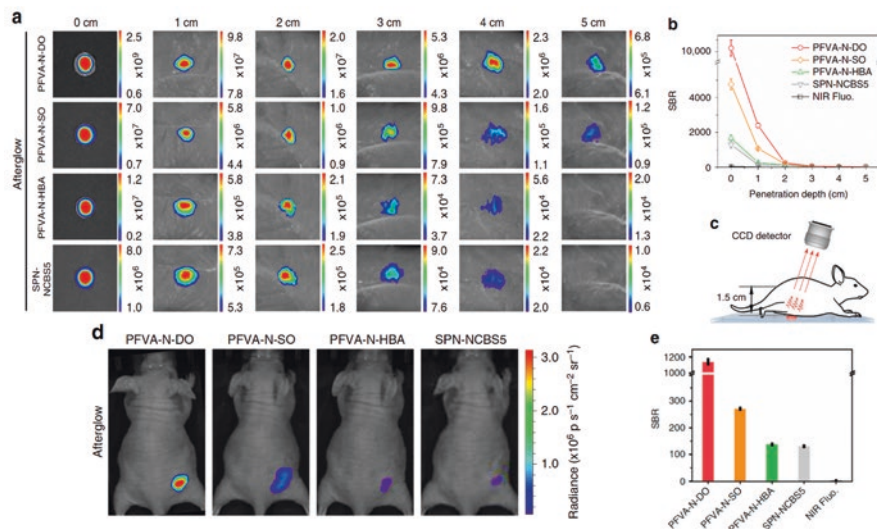 a
0 cm
1 cm
2 cm
3 cm
4 cm
5 cm
Afterglow
PFVA-N-DO
2.5
×10⁹
0.6
9.8
×10⁷
7.8
2.0
×10⁷
1.6
5.3
×10⁶
4.3
2.3
×10⁶
2.0
6.8
×10⁵
6.1
PFVA-N-SO
7.0
×10⁷
0.7
5.8
×10⁶
4.4
1.0
×10⁶
0.9
9.8
×10⁵
7.9
1.6
×10⁵
1.1
1.2
×10⁵
0.9
PFVA-N-HBA
1.2
×10⁷
0.2
5.8
×10⁵
3.8
2.1
×10⁵
1.9
7.3
×10⁴
3.7
5.6
×10⁴
2.2
2.0
×10⁴
1.3
SPN-
NCBS5
8.0
×10⁶
1.0
7.3
×10⁵
5.3
2.5
×10⁵
1.8
9.0
×10⁴
7.6
2.2
×10⁴
2.0
1.0
×10⁴
0.6
b
SBR
10,000
4000
2000
0
0
1
2
3
4
5
Penetration depth (cm)
PFVA-N-DO
PFVA-N-SO
PFVA-N-HBA
SPN-NCBS5
NIR Fluo.
c
CCD detector
1.5 cm
d
PFVA-N-DO
PFVA-N-SO
PFVA-N-HBA
SPN-NCBS5
Afterglow
3.0
2.0
1.0
Radiance (x10⁶ p s⁻¹ cm⁻² sr⁻¹)
e
SBR
1200
1000
300
200
100
0
PFVA-N-DO
PFVA-N-SO
PFVA-N-HBA
SPN-NCBS5
NIR Fluo.